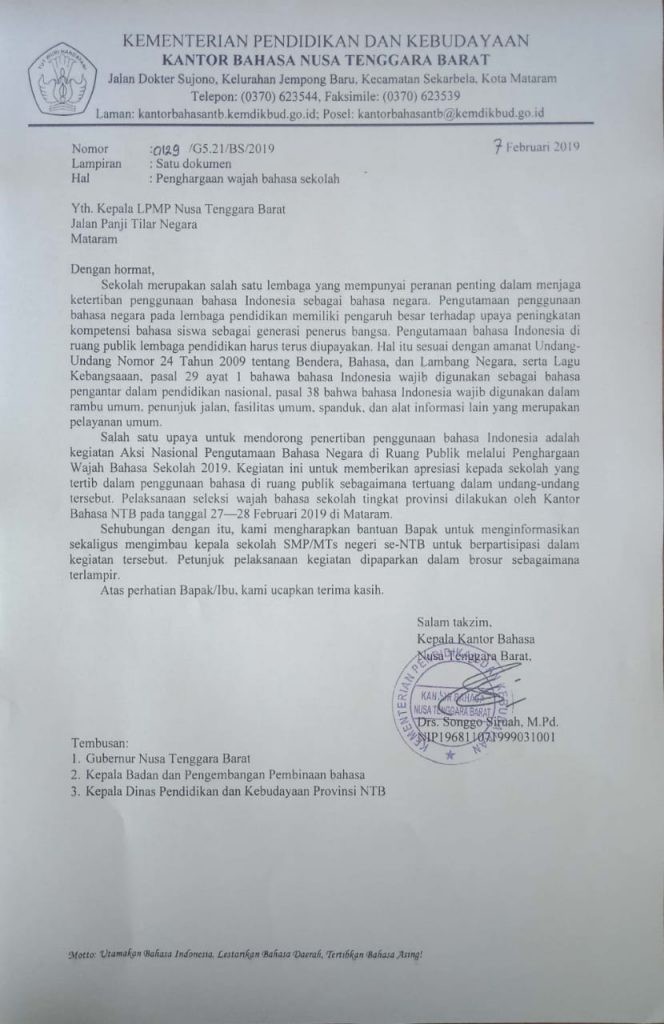 TUT WURI HANDAYANI
KEMENTERIAN PENDIDIKAN DAN KEBUDAYAAN
KANTOR BAHASA NUSA TENGGARA BARAT
Jalan Dokter Sujono, Kelurahan Jempong Baru, Kecamatan Sekarbela, Kota Mataram
Telepon: (0370) 623544, Faksimile: (0370) 623539
Laman: kantorbahasantb.kemdikbud.go.id; Posel: kantorbahasantb@kemdikbud.go.id
Nomor :0129 /G5.21/BS/2019 7 Februari 2019
Lampiran : Satu dokumen
Hal : Penghargaan wajah bahasa sekolah
Yth. Kepala LPMP Nusa Tenggara Barat
Jalan Panji Tilar Negara
Mataram
Dengan hormat,
Sekolah merupakan salah satu lembaga yang mempunyai peranan penting dalam menjaga
ketertiban penggunaan bahasa Indonesia sebagai bahasa negara. Pengutamaan penggunaan
bahasa negara pada lembaga pendidikan memiliki pengaruh besar terhadap upaya peningkatan
kompetensi bahasa siswa sebagai generasi penerus bangsa. Pengutamaan bahasa Indonesia di
ruang publik lembaga pendidikan harus terus diupayakan. Hal itu sesuai dengan amanat Undang-
Undang Nomor 24 Tahun 2009 tentang Bendera, Bahasa, dan Lambang Negara, serta Lagu
Kebangsaaan, pasal 29 ayat 1 bahawa bahasa Indonesia wajib digunakan sebagai bahasa
pengantar dalam pendidikan nasional, pasal 38 bahwa bahasa Indonesia wajib digunakan dalam
rambu umum, penunjuk jalan, fasilitas umum, spanduk, dan alat informasi lain yang merupakan
pelayanan umum.
Salah satu upaya untuk mendorong penertiban penggunaan bahasa Indonesia adalah
kegiatan Aksi Nasional Pengutamaan Bahasa Negara di Ruang Publik melalui Penghargaan
Wajah Bahasa Sekolah 2019. Kegiatan ini untuk memberikan apresiasi kepada sekolah yang
tertib dalam penggunaan bahasa di ruang publik sebagaimana tertuang dalam undang-undang
tersebut. Pelaksanaan seleksi wajah bahasa sekolah tingkat provinsi dilakukan oleh Kantor
Bahasa NTB pada tanggal 27—28 Februari 2019 di Mataram.
Sehubungan dengan itu, kami mengharapkan bantuan Bapak untuk menginformasikan
sekaligus mengimbau kepala sekolah SMP/MTs negeri se-NTB untuk berpartisipasi dalam
kegiatan tersebut. Petunjuk pelaksanaan kegiatan dipaparkan dalam brosur sebagaimana
terlampir.
Atas perhatian Bapak/Ibu, kami ucapkan terima kasih.
Salam takzim,
Kepala Kantor Bahasa
Nusa Tenggara Barat,
KEMENTERIAN PENDIDIKAN DAN KEBUDAYAAN
KANTOR BAHASA
NUSA TENGGARA BARAT
Drs. Songgo Siruah, M.Pd.
NIP196811071999031001
Tembusan:
1. Gubernur Nusa Tenggara Barat
2. Kepala Badan dan Pengembangan Pembinaan bahasa
3. Kepala Dinas Pendidikan dan Kebudayaan Provinsi NTB
Motto: Utamakan Bahasa Indonesia, Lestarikan Bahasa Daerah, Tertibkan Bahasa Asing!